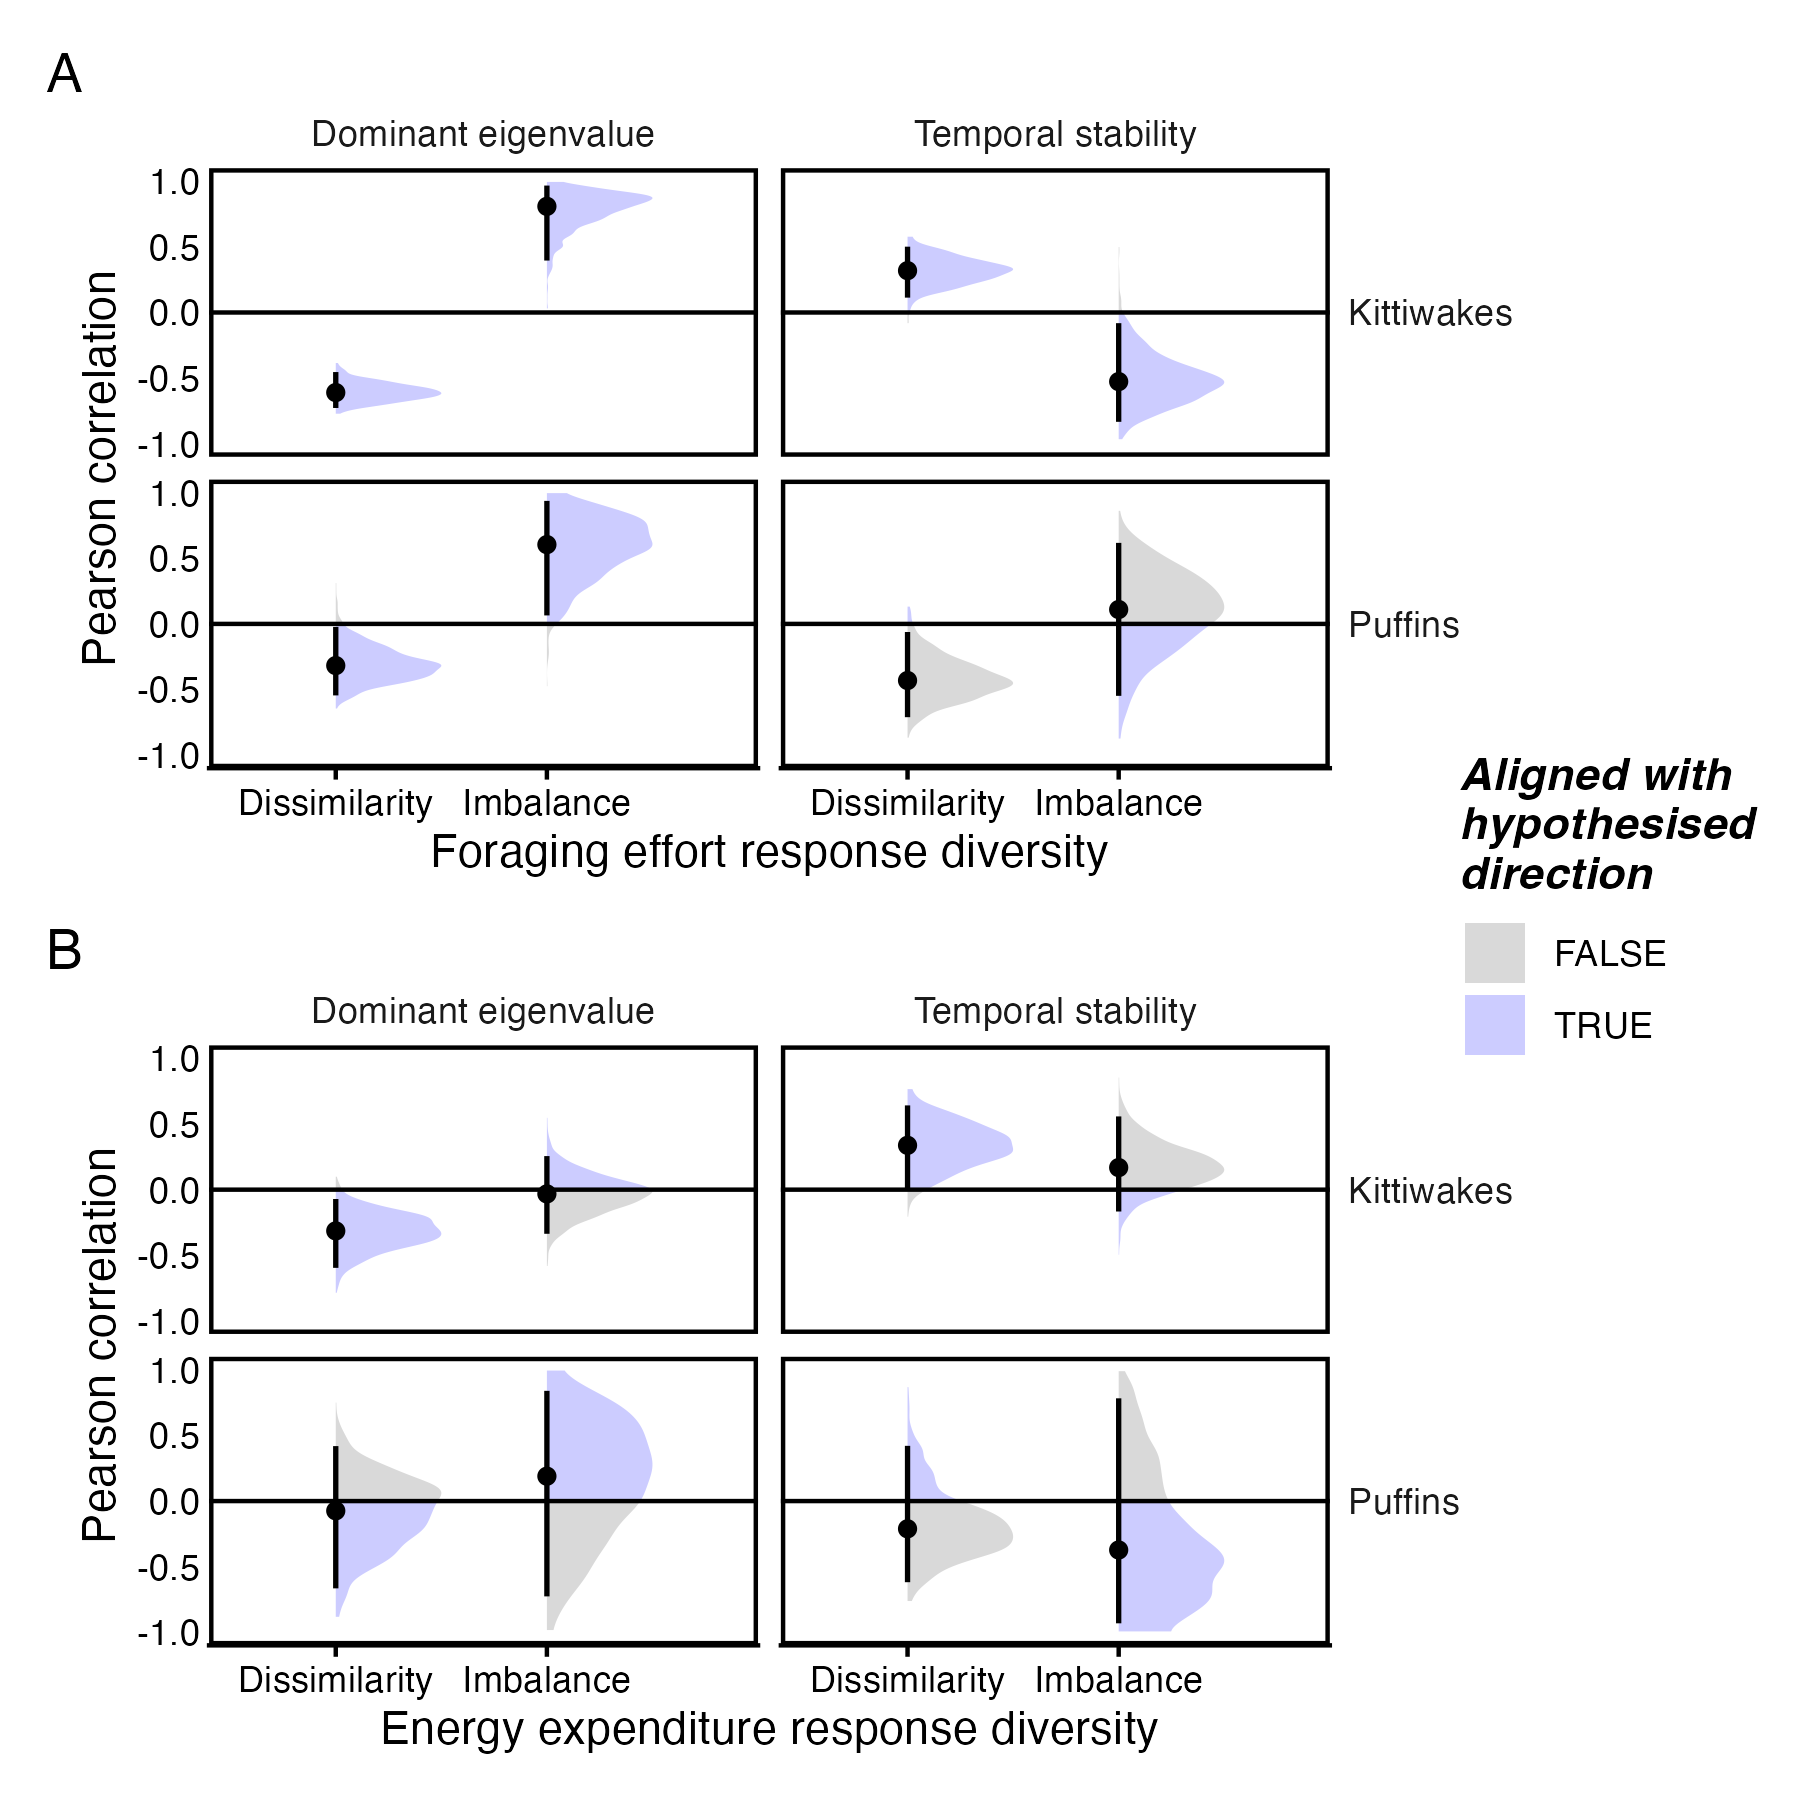 A
Dominant eigenvalue
Temporal stability
Pearson correlation
1.0
0.5
0.0
-0.5
-1.0
Kittiwakes
1.0
0.5
0.0
-0.5
-1.0
Puffins
Dissimilarity
Imbalance
Dissimilarity
Imbalance
Foraging effort response diversity
Aligned with
hypothesised
direction
FALSE
TRUE
B
Dominant eigenvalue
Temporal stability
Pearson correlation
1.0
0.5
0.0
-0.5
-1.0
Kittiwakes
1.0
0.5
0.0
-0.5
-1.0
Puffins
Dissimilarity
Imbalance
Dissimilarity
Imbalance
Energy expenditure response diversity